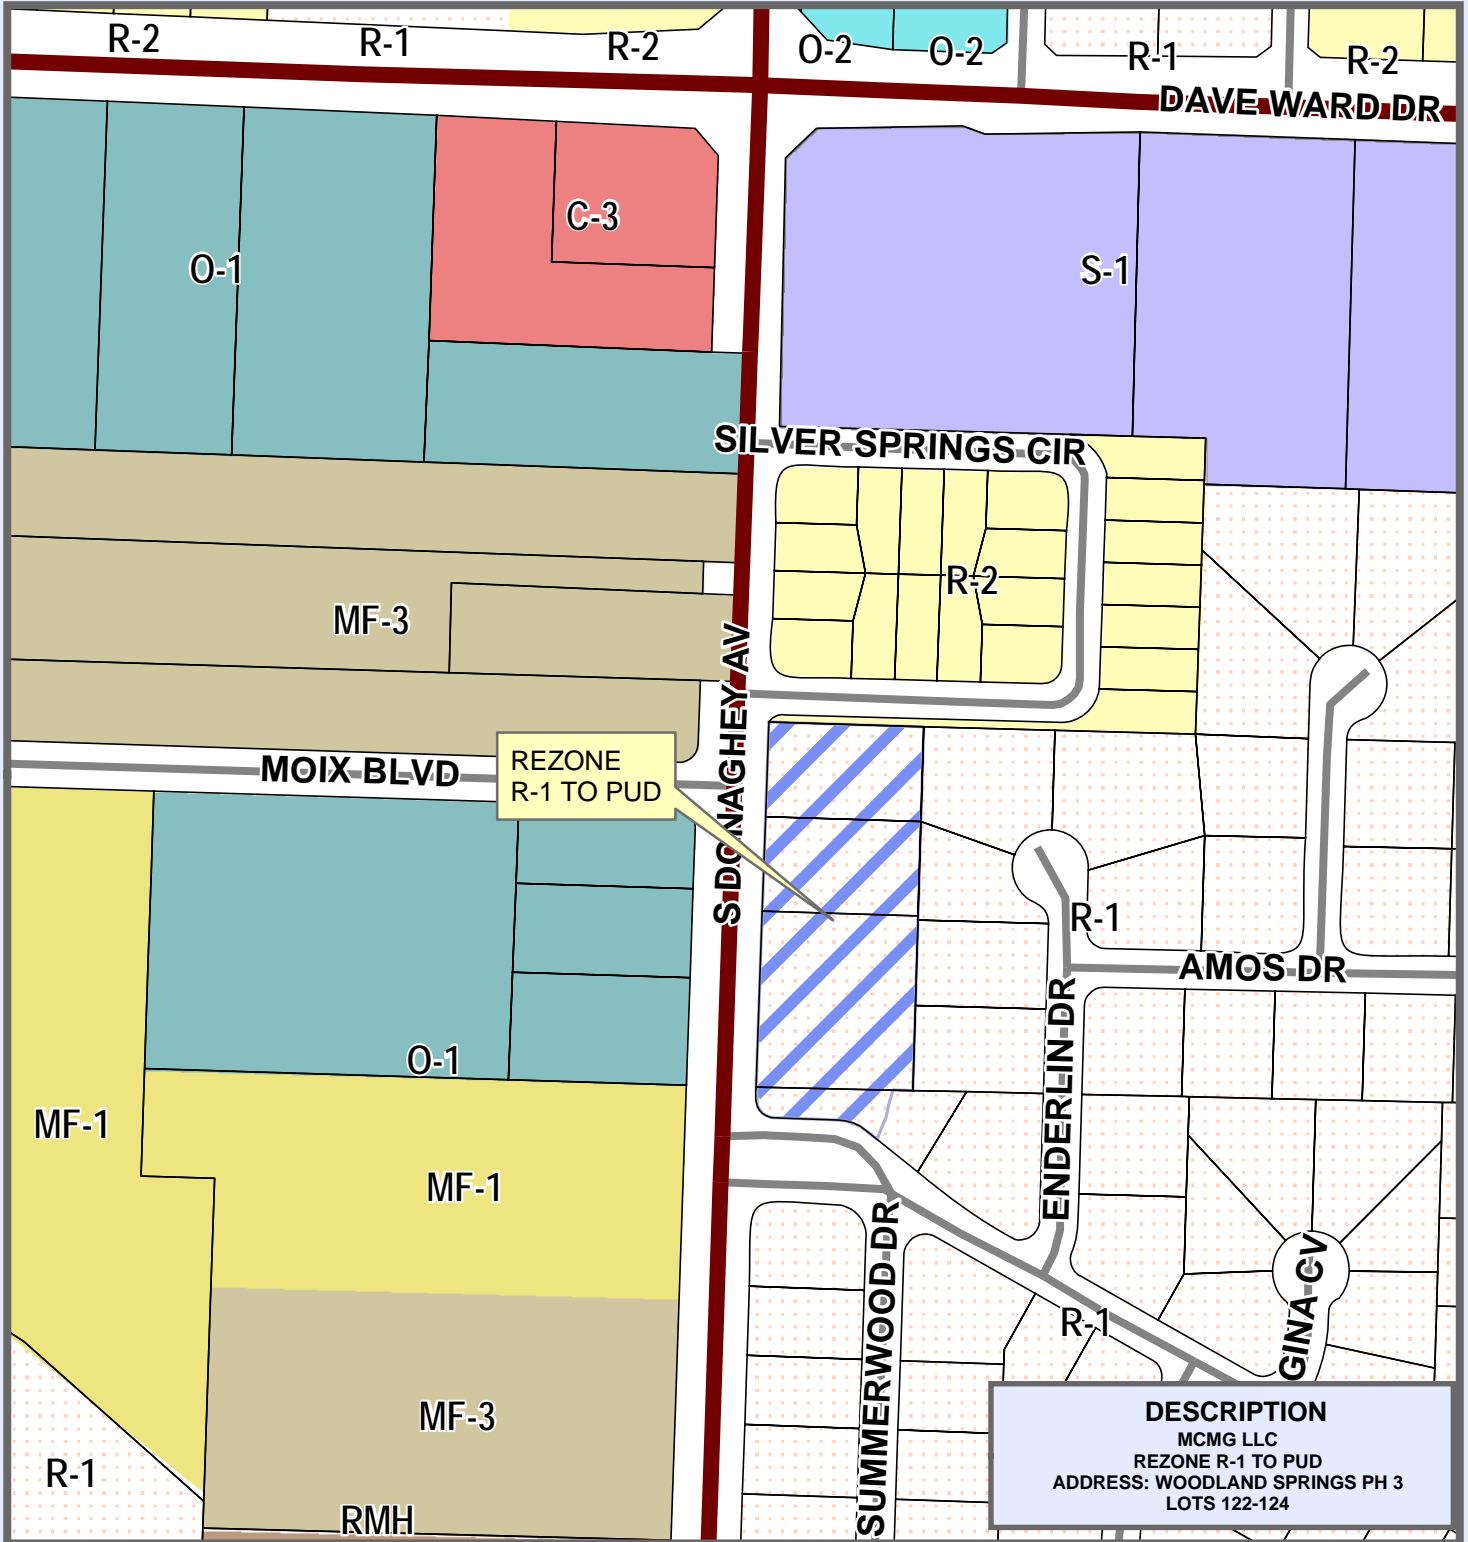 R-2
R-1
R-2
O-2
O-2
R-1
R-2
DAVE WARD DR
C-3
O-1
S-1
SILVER SPRINGS CIR
R-2
MF-3
S DONAGHEY AV
REZONE
R-1 TO PUD
MOIX BLVD
R-1
AMOS DR
ENDERLIN DR
O-1
MF-1
MF-1
SUMMERWOOD DR
GINA CV
R-1
MF-3
R-1
RMH
DESCRIPTION
MCMG LLC
REZONE R-1 TO PUD
ADDRESS: WOODLAND SPRINGS PH 3
LOTS 122-124